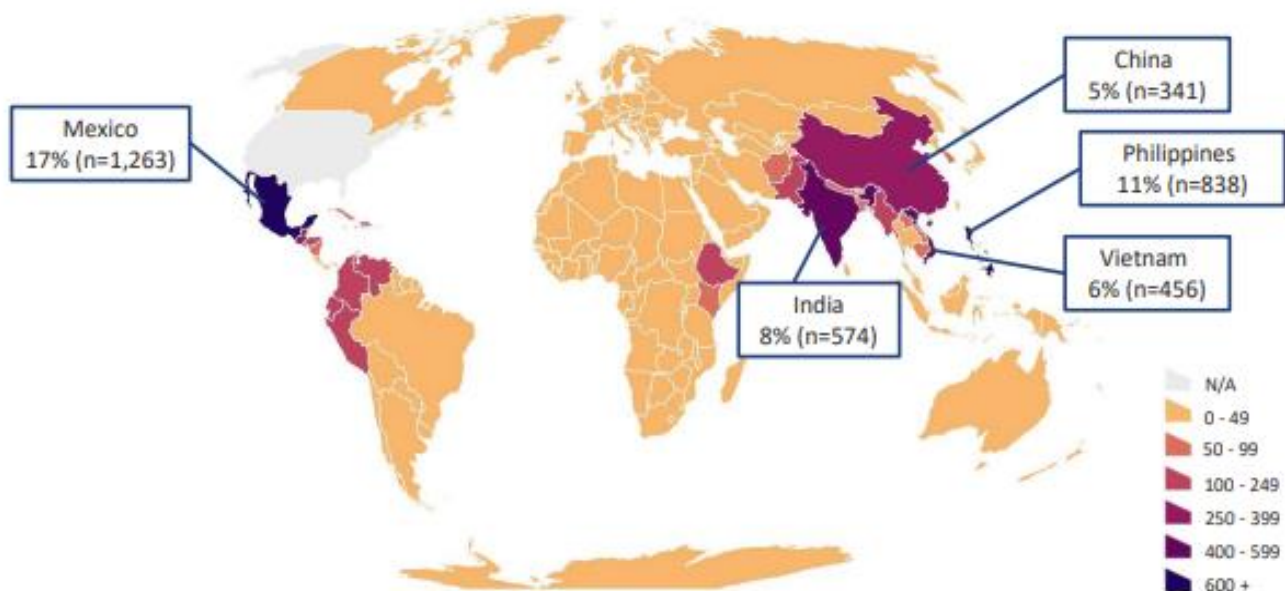 China
5% (n=341)
Mexico
17% (n=1,263)
Philippines
11% (n=838)
Vietnam
6% (n=456)
India
8% (n=574)
N/A
0 - 49
50 - 99
100 - 249
250 - 399
400 - 599
600 +